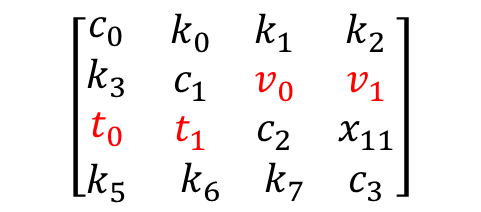 c₀ k₀ k₁ k₂
k₃ c₁ v₀ v₁
t₀ t₁ c₂ x₁₁
k₅ k₆ k₇ c₃